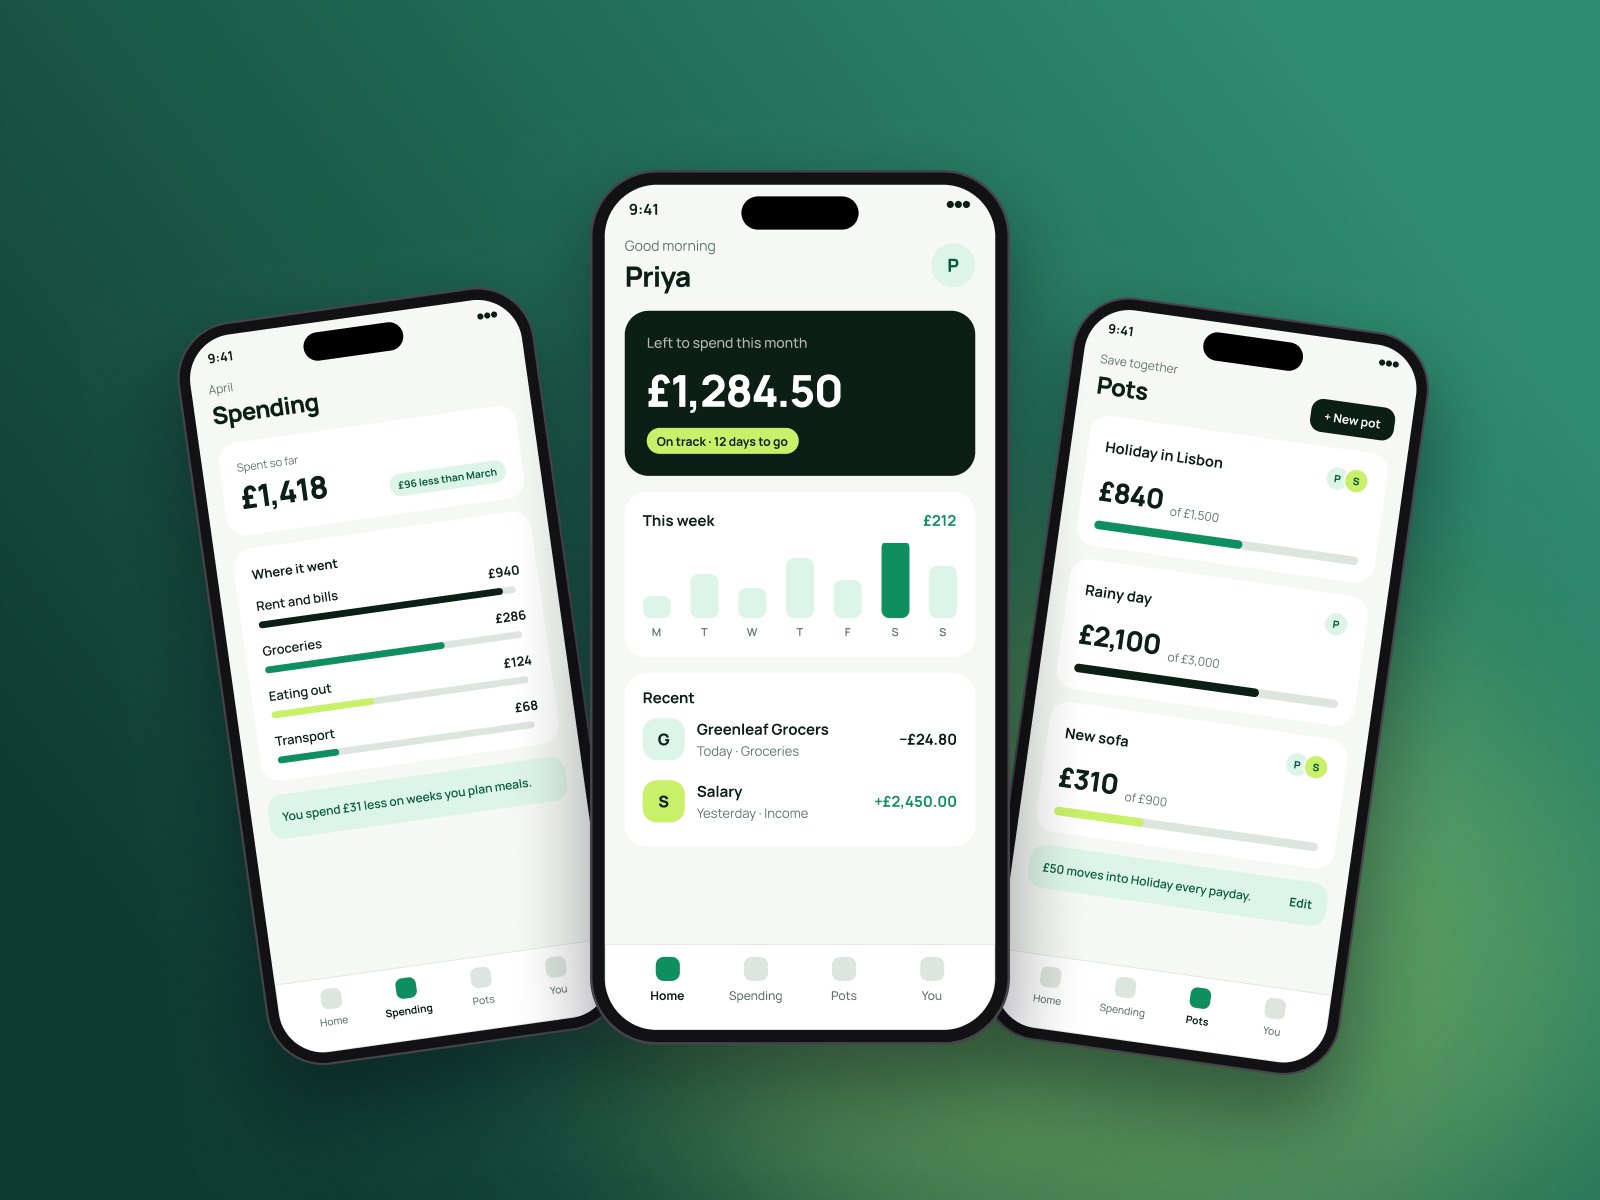 9:41
April
Spending
Spent so far
£1,418
£96 less than March
Where it went
Rent and bills
£940
Groceries
£286
Eating out
£124
Transport
£68
You spend £31 less on weeks you plan meals.
Home
Spending
Pots
You
9:41
Good morning
Priya
P
Left to spend this month
£1,284.50
On track · 12 days to go
This week
£212
M T W T F S S
Recent
G
Greenleaf Grocers
Today · Groceries
−£24.80
S
Salary
Yesterday · Income
+£2,450.00
Home
Spending
Pots
You
9:41
Save together
Pots
+ New pot
Holiday in Lisbon
P S
£840 of £1,500
Rainy day
P
£2,100 of £3,000
New sofa
P S
£310 of £900
£50 moves into Holiday every payday.
Edit
Home
Spending
Pots
You